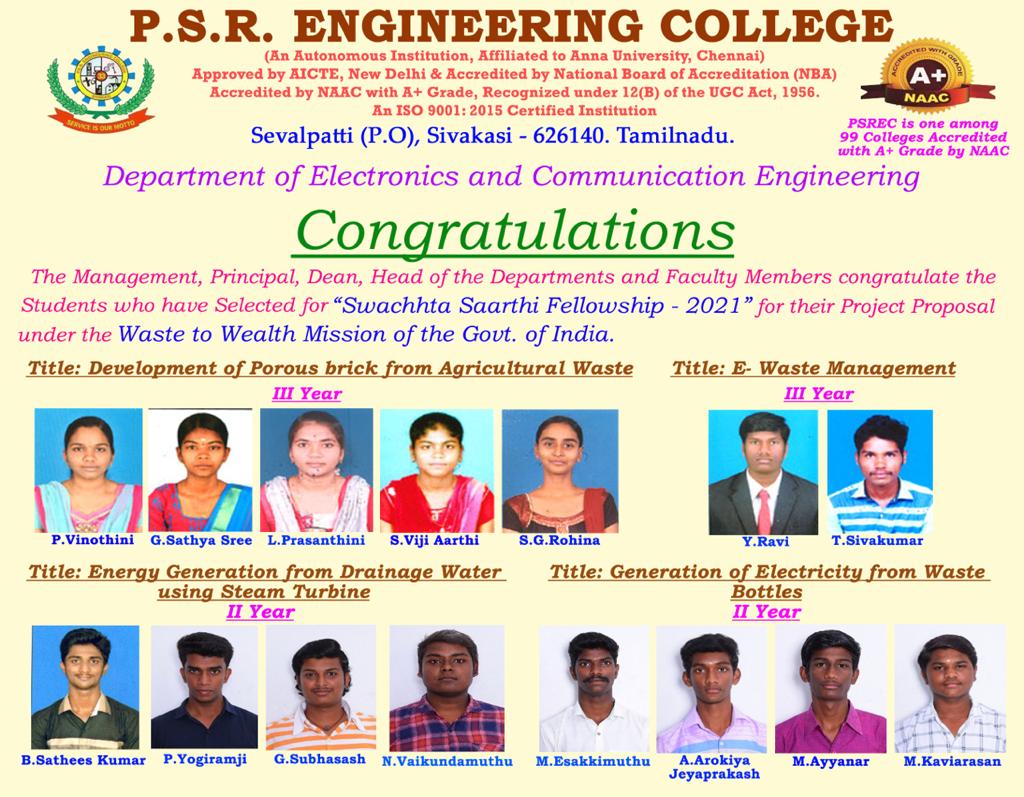 P.S.R. ENGINEERING COLLEGE
(An Autonomous Institution, Affiliated to Anna University, Chennai)
Approved by AICTE, New Delhi & Accredited by National Board of Accreditation (NBA)
Accredited by NAAC with A+ Grade, Recognized under 12(B) of the UGC Act, 1956.
An ISO 9001: 2015 Certified Institution
Sevalpatti (P.O), Sivakasi - 626140. Tamilnadu.
SERVICE IS OUR MOTTO
ACCREDITED WITH GRADE
A+
NAAC
PSREC is one among
99 Colleges Accredited
with A+ Grade by NAAC
Department of Electronics and Communication Engineering
Congratulations
The Management, Principal, Dean, Head of the Departments and Faculty Members congratulate the
Students who have Selected for “Swachhta Saarthi Fellowship - 2021” for their Project Proposal
under the Waste to Wealth Mission of the Govt. of India.
Title: Development of Porous brick from Agricultural Waste
III Year
P.Vinothini G.Sathya Sree L.Prasanthini S.Viji Aarthi S.G.Rohina
Title: E- Waste Management
III Year
Y.Ravi T.Sivakumar
Title: Energy Generation from Drainage Water
using Steam Turbine
II Year
B.Sathees Kumar P.Yogiramji G.Subhasash N.Vaikundamuthu
Title: Generation of Electricity from Waste
Bottles
II Year
M.Esakkimuthu A.Arokiya Jeyaprakash M.Ayyanar M.Kaviarasan